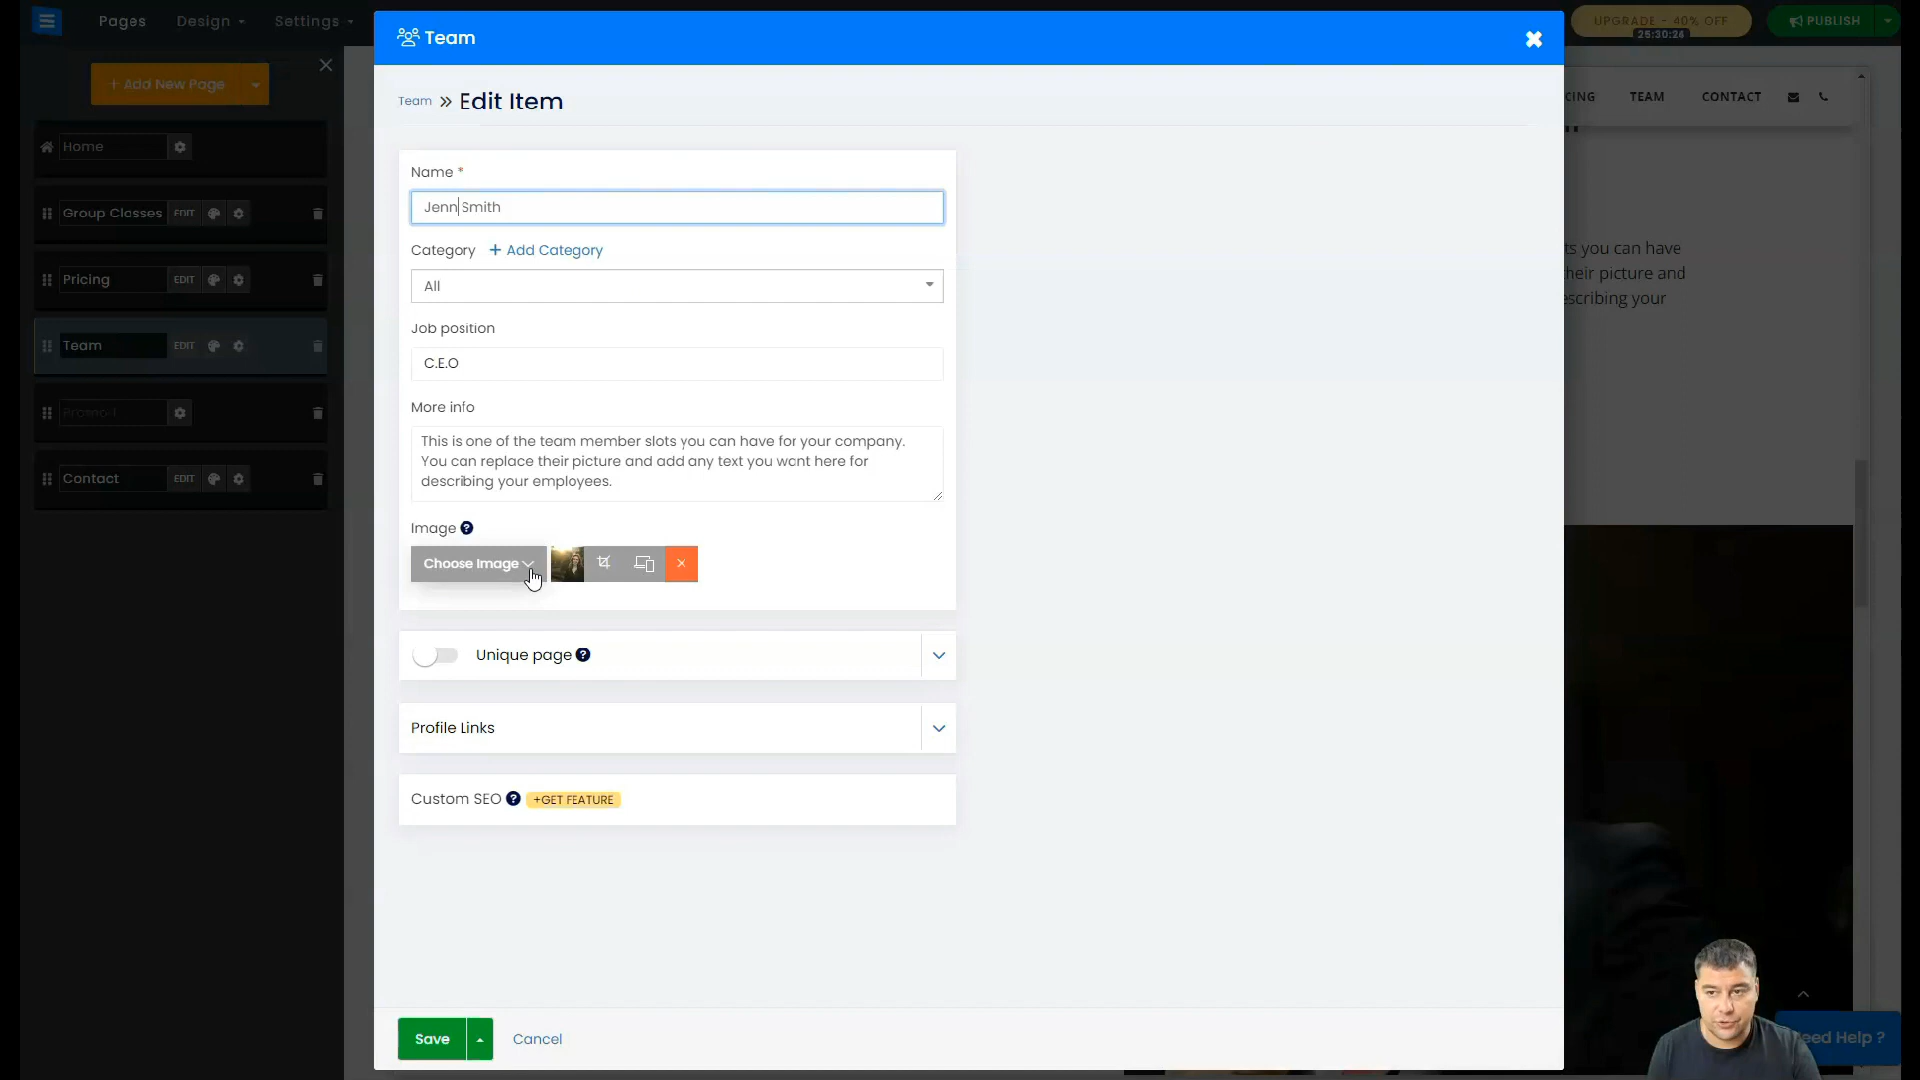 Pages
Design
Settings
UPGRADE - 40% OFF
25:30:24
PUBLISH
Team
+ Add New Page
Team » Edit Item
TEAM
CONTACT
Home
Name *
Jenn Smith
Group Classes EDIT
Category + Add Category
All
Pricing EDIT
ts you can have
heir picture and
escribing your
Job position
Team EDIT
C.E.O
More info
This is one of the team member slots you can have for your company.
You can replace their picture and add any text you want here for
describing your employees.
Contact EDIT
Image ?
Choose Image
Unique page ?
Profile Links
Custom SEO ? +GET FEATURE
Save
Cancel
eed Help ?